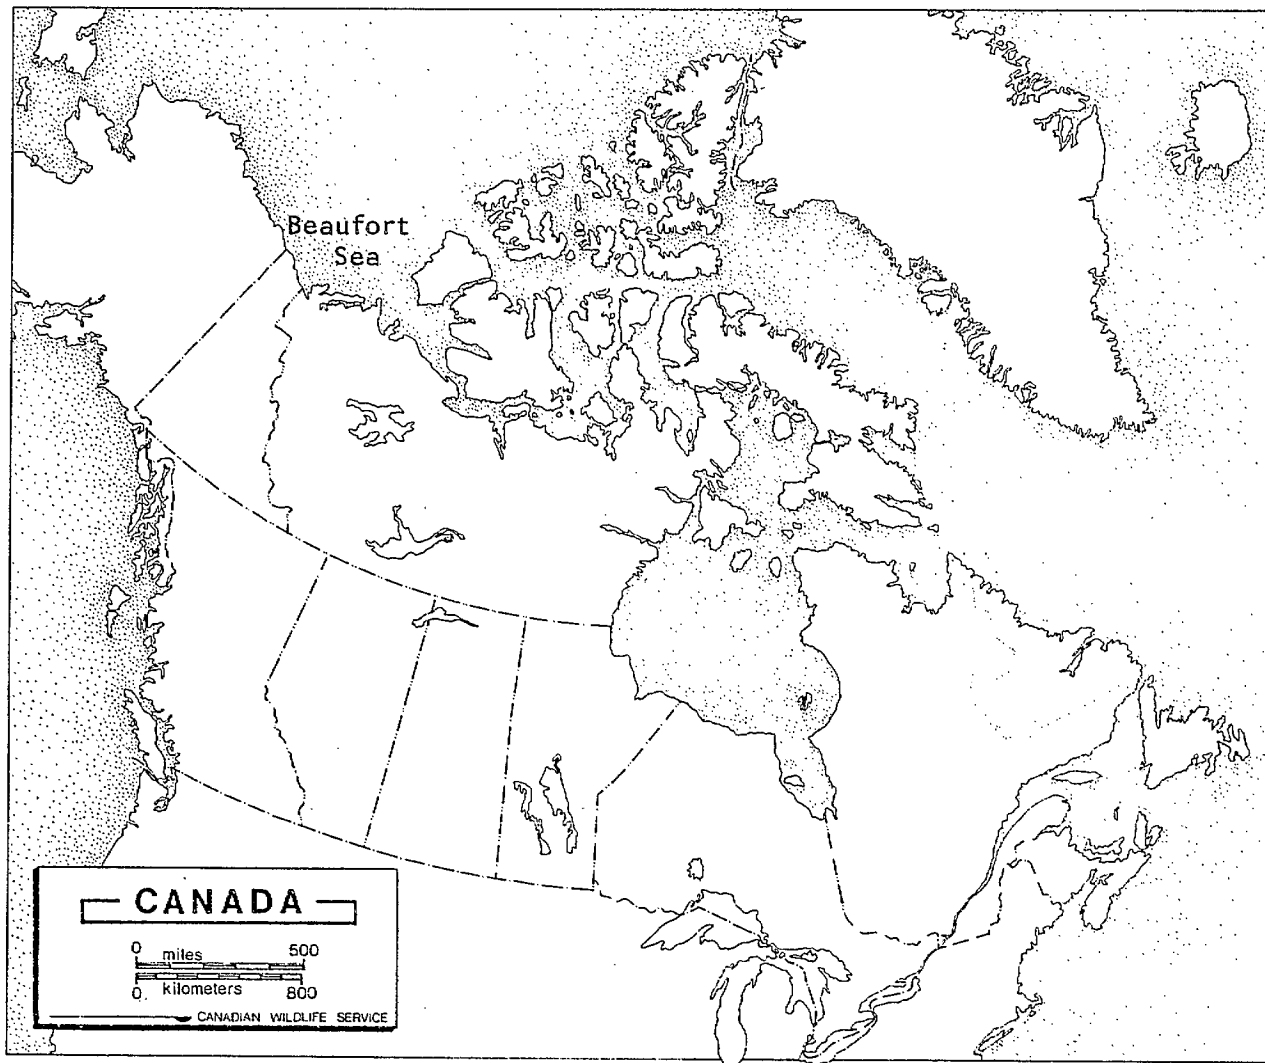 Beaufort
Sea
CANADA
0 miles 500
0 kilometers 800
CANADIAN WILDLIFE SERVICE